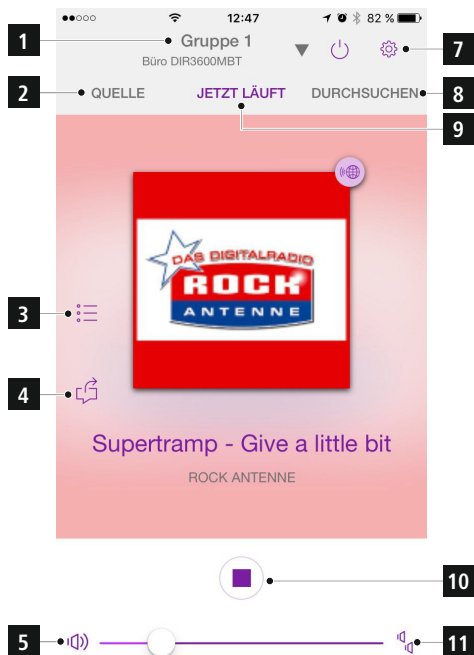 12:47
82 %
1
Gruppe 1
Büro DIR3600MBT
7
2
QUELLE
JETZT LÄUFT
DURCHSUCHEN
8
9
DAS DIGITALRADIO
ROCK
ANTENNE
3
4
Supertramp - Give a little bit
ROCK ANTENNE
10
5
11